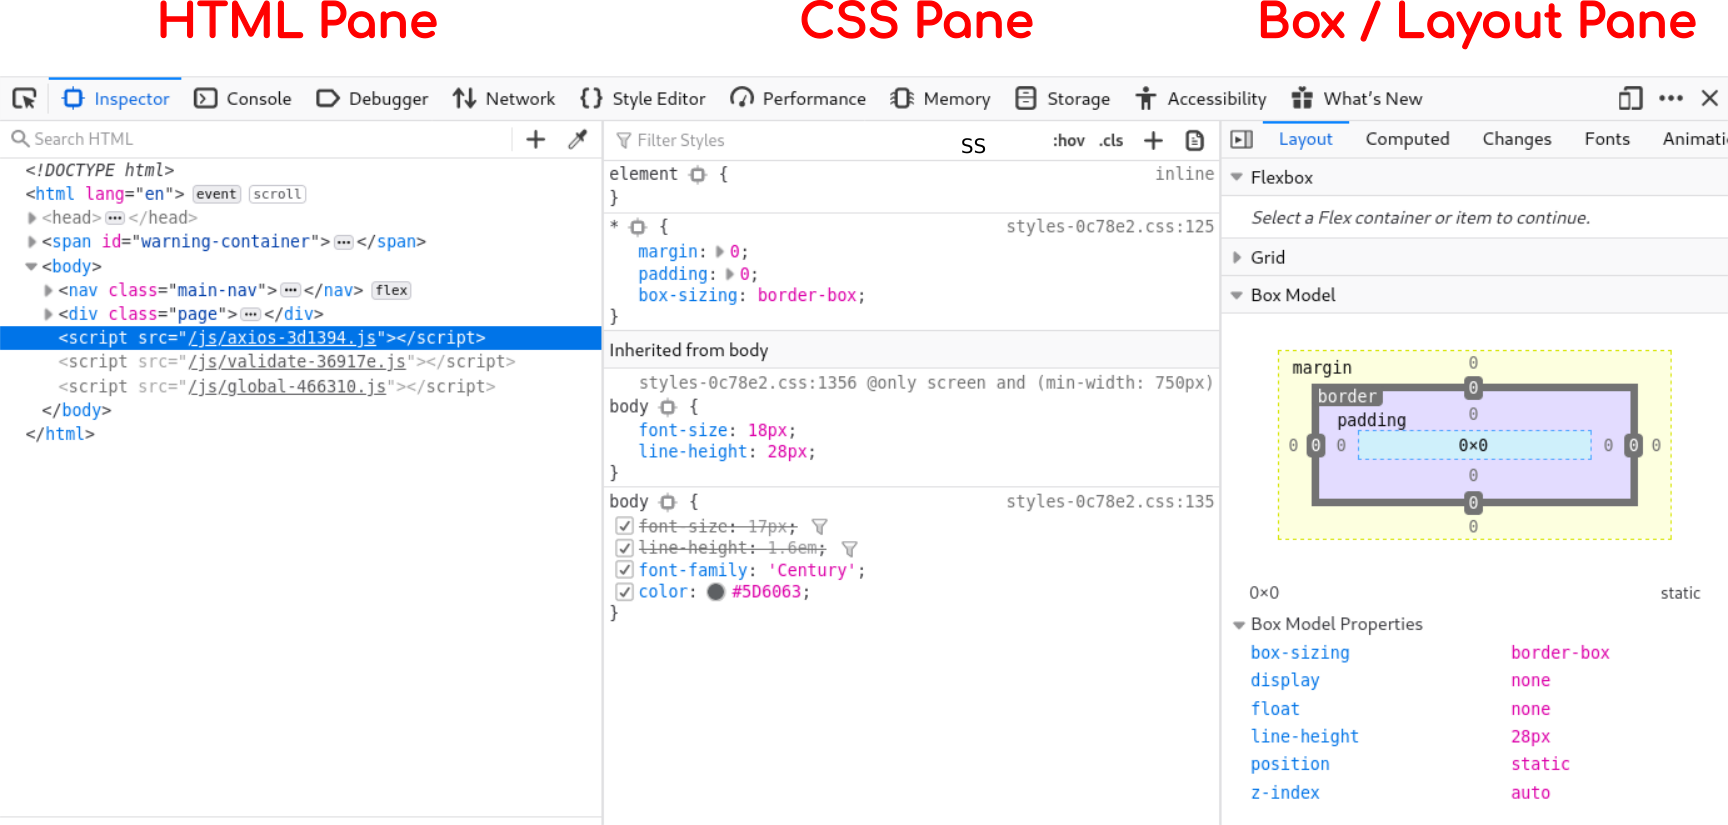 HTML Pane CSS Pane Box / Layout Pane
Inspector Console Debugger Network Style Editor Performance Memory Storage Accessibility What's New
Search HTML
<!DOCTYPE html>
<html lang="en"> event scroll
<head> ••• </head>
<span id="warning-container"> ••• </span>
<body>
<nav class="main-nav"> ••• </nav> flex
<div class="page"> ••• </div>
<script src="/js/axios-3d1394.js"></script>
<script src="/js/validate-36917e.js"></script>
<script src="/js/global-466310.js"></script>
</body>
</html>
Filter Styles SS :hov .cls +
element { inline
}
* { styles-0c78e2.css:125
margin: 0;
padding: 0;
box-sizing: border-box;
}
Inherited from body
styles-0c78e2.css:1356 @only screen and (min-width: 750px)
body {
font-size: 18px;
line-height: 28px;
}
body { styles-0c78e2.css:135
font-size: 17px;
line-height: 1.6em;
font-family: 'Century';
color: #5D6063;
}
Layout Computed Changes Fonts Animati
Flexbox
Select a Flex container or item to continue.
Grid
Box Model
margin 0
border 0
padding 0
0 0 0 0×0 0 0 0
0
0
0
0×0 static
Box Model Properties
box-sizing border-box
display none
float none
line-height 28px
position static
z-index auto